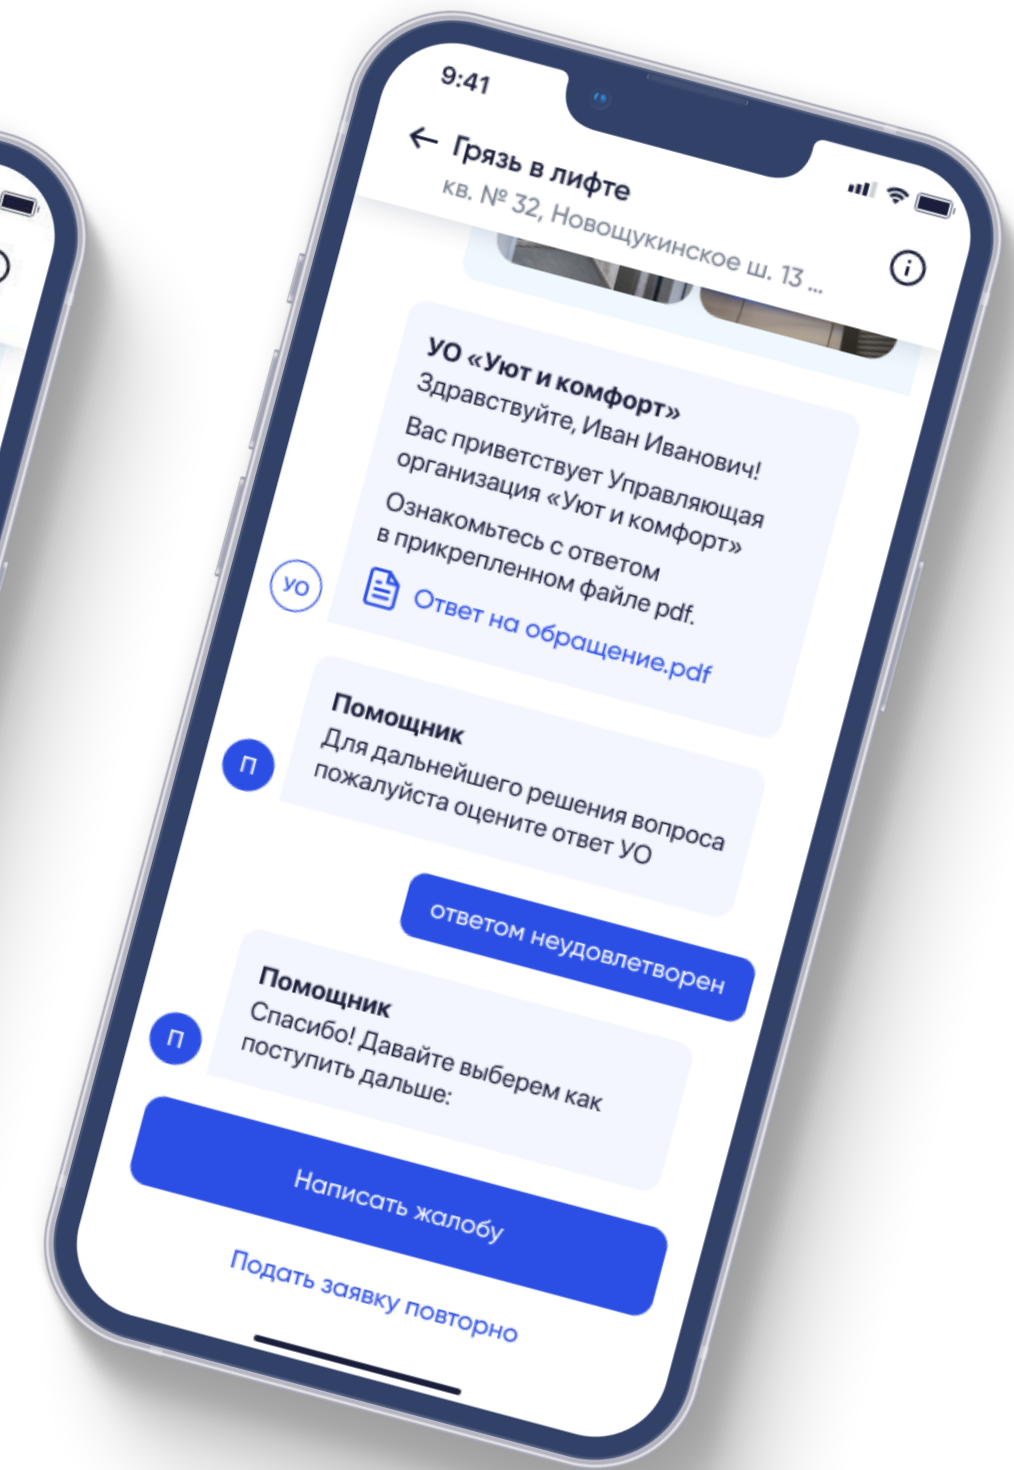 9:41
Грязь в лифте
кв. № 32, Новощукинское ш. 13 ...
УО «Уют и комфорт»
Здравствуйте, Иван Иванович!
Вас приветствует Управляющая
организация «Уют и комфорт»
Ознакомьтесь с ответом
в прикрепленном файле pdf.
Ответ на обращение.pdf
УО
Помощник
Для дальнейшего решения вопроса
пожалуйста оцените ответ УО
П
ответом неудовлетворен
Помощник
Спасибо! Давайте выберем как
поступить дальше:
П
Написать жалобу
Подать заявку повторно